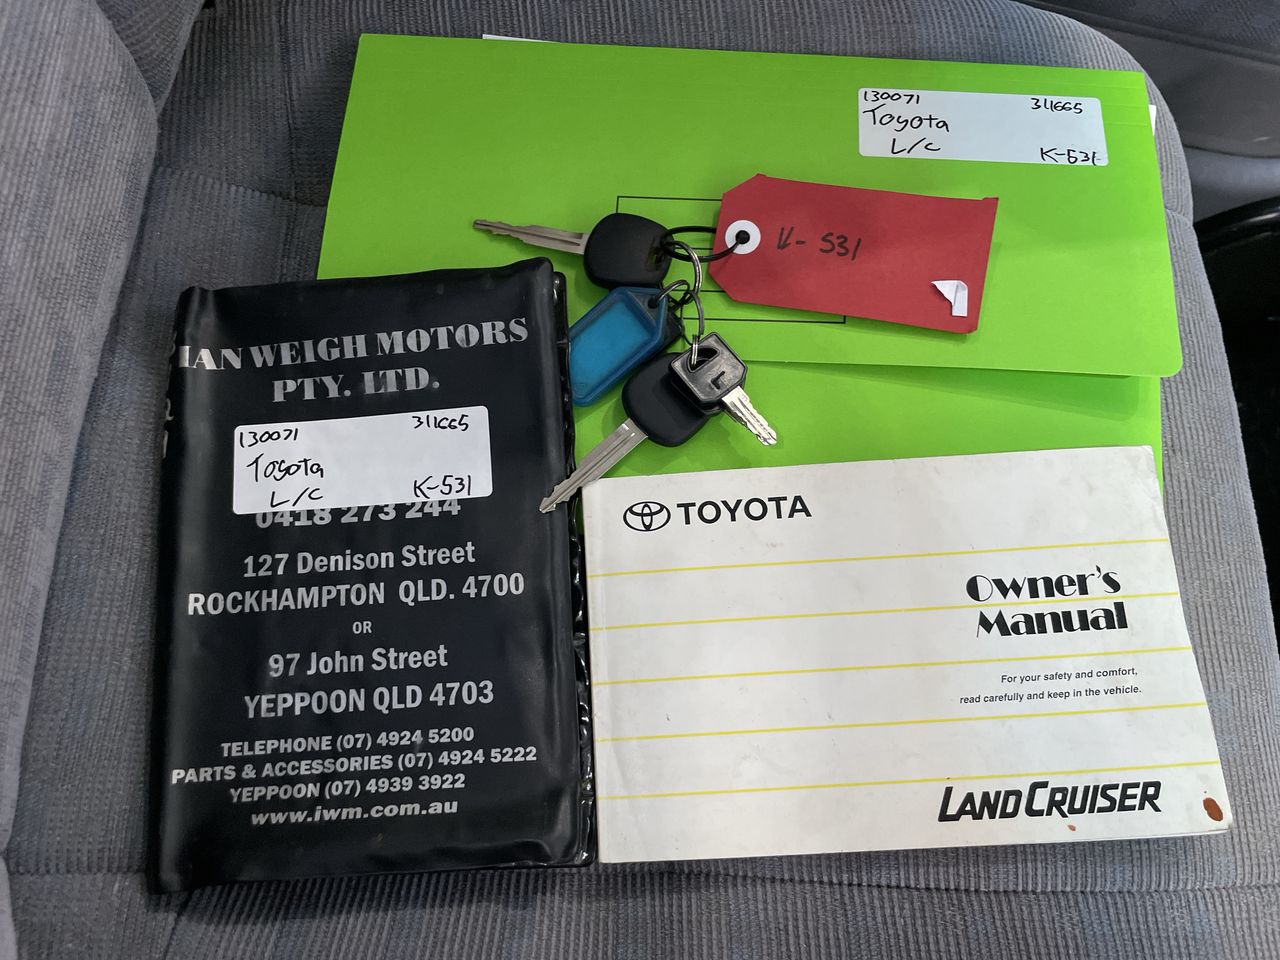 130071 311665
Toyota
L/C K-531
K-531
IAN WEIGH MOTORS
PTY. LTD.
130071 311665
Toyota
L/C K-531
0418 273 244
127 Denison Street
ROCKHAMPTON QLD. 4700
OR
97 John Street
YEPPOON QLD 4703
TELEPHONE (07) 4924 5200
PARTS & ACCESSORIES (07) 4924 5222
YEPPOON (07) 4939 3922
www.iwm.com.au
TOYOTA
Owner's
Manual
For your safety and comfort,
read carefully and keep in the vehicle.
LANDCRUISER